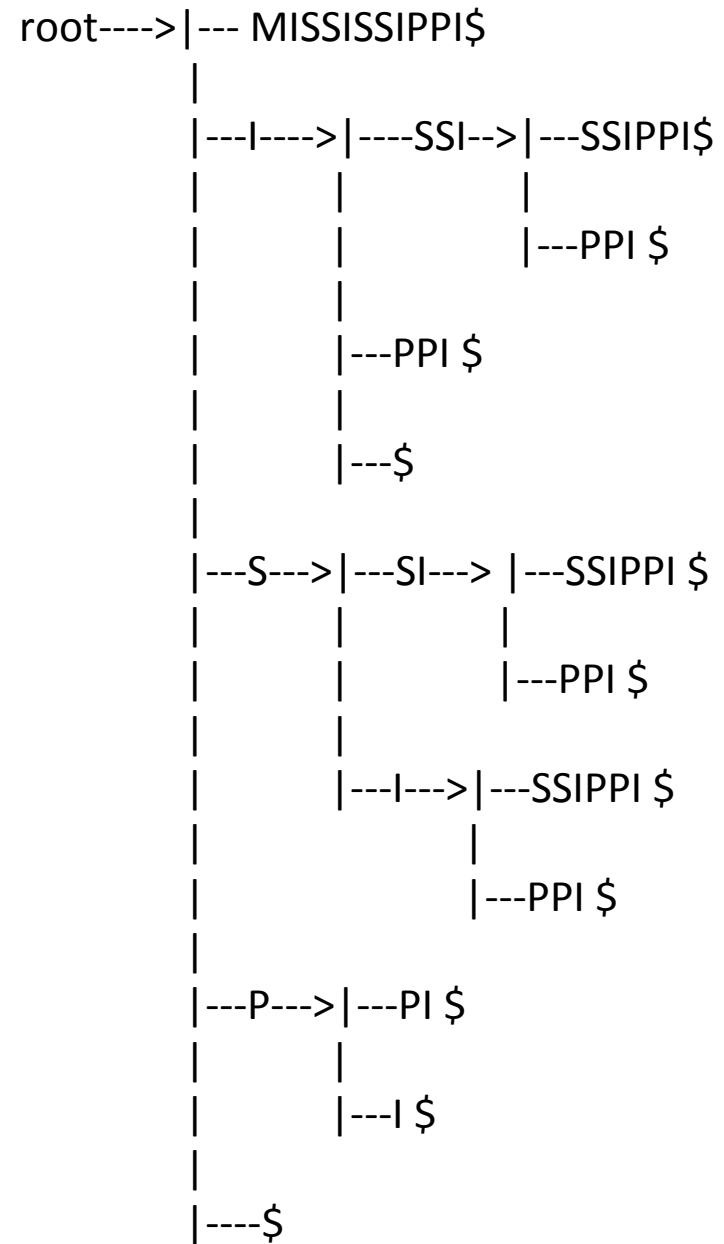 root---->|--- MISSISSIPPI$
|
|---I---->|----SSI-->|---SSIPPI$
| | |
| | |---PPI $
| |
| |---PPI $
| |
| |---$
|
|---S--->|---SI---> |---SSIPPI $
| | |
| | |---PPI $
| |
| |---I--->|---SSIPPI $
| |
| |---PPI $
|
|---P--->|---PI $
| |
| |---I $
|
|----$